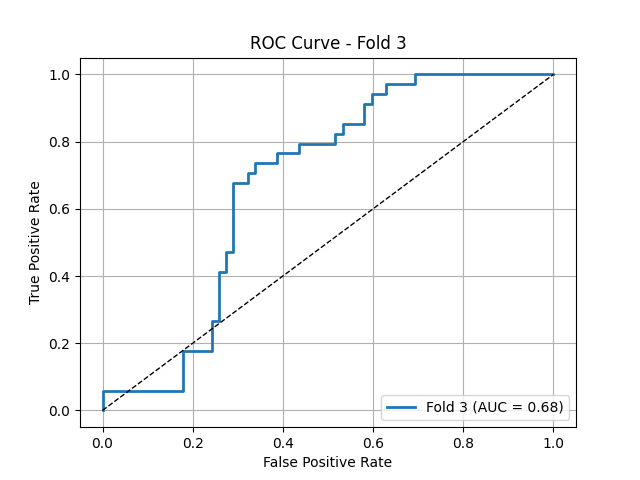 ROC Curve - Fold 3
True Positive Rate
1.0
0.8
0.6
0.4
0.2
0.0
Fold 3 (AUC = 0.68)
0.0 0.2 0.4 0.6 0.8 1.0
False Positive Rate